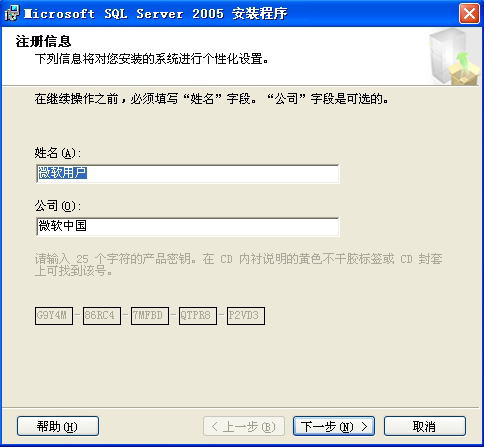 Microsoft SQL Server 2005 安装程序
注册信息
下列信息将对您安装的系统进行个性化设置。
在继续操作之前，必须填写“姓名”字段。“公司”字段是可选的。
姓名(A):
微软用户
公司(O):
微软中国
请输入 25 个字符的产品密钥。在 CD 内衬说明的黄色不干胶标签或 CD 封套
上可找到该号。
G9Y4M-86RC4-7MFBD-QTPR8-P2VD3
帮助(H) < 上一步(B) 下一步(N) > 取消